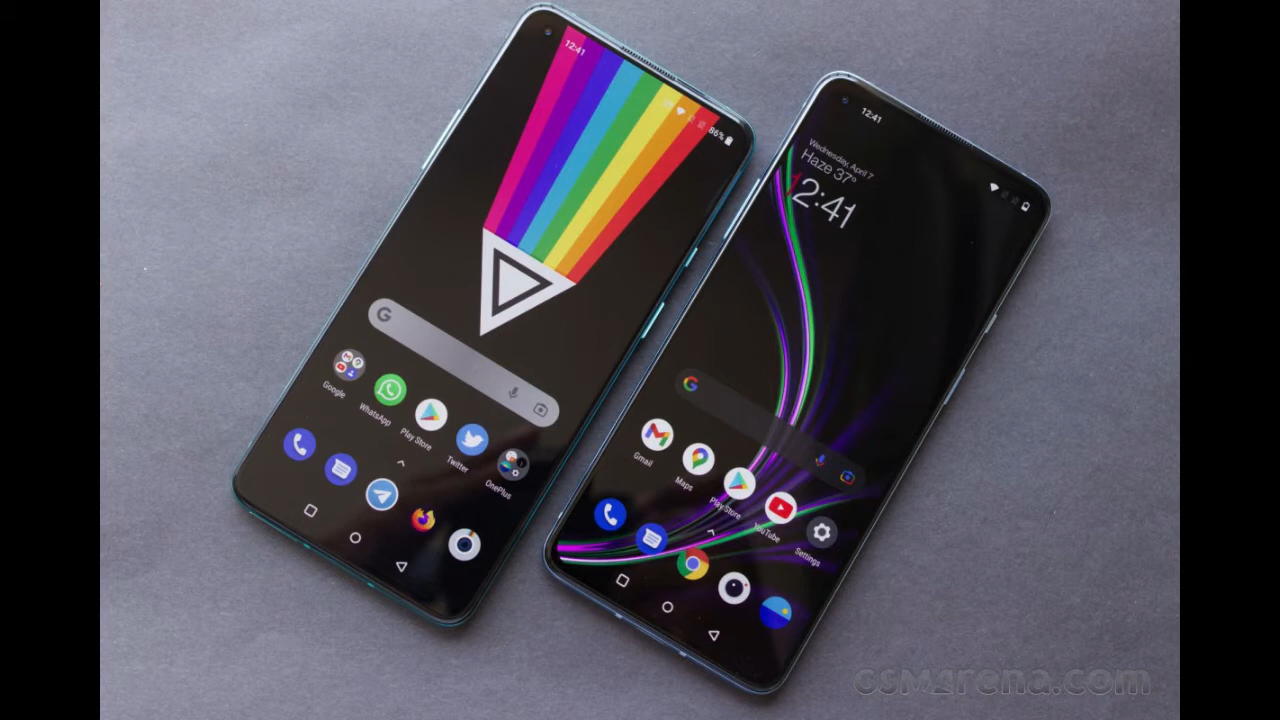 12:41
86%
Google
WhatsApp
Play Store
Twitter
OnePlus
12:41
Wednesday, April 7
Haze 37°
12:41
Gmail
Maps
Play Store
YouTube
Settings
GSMArena.com